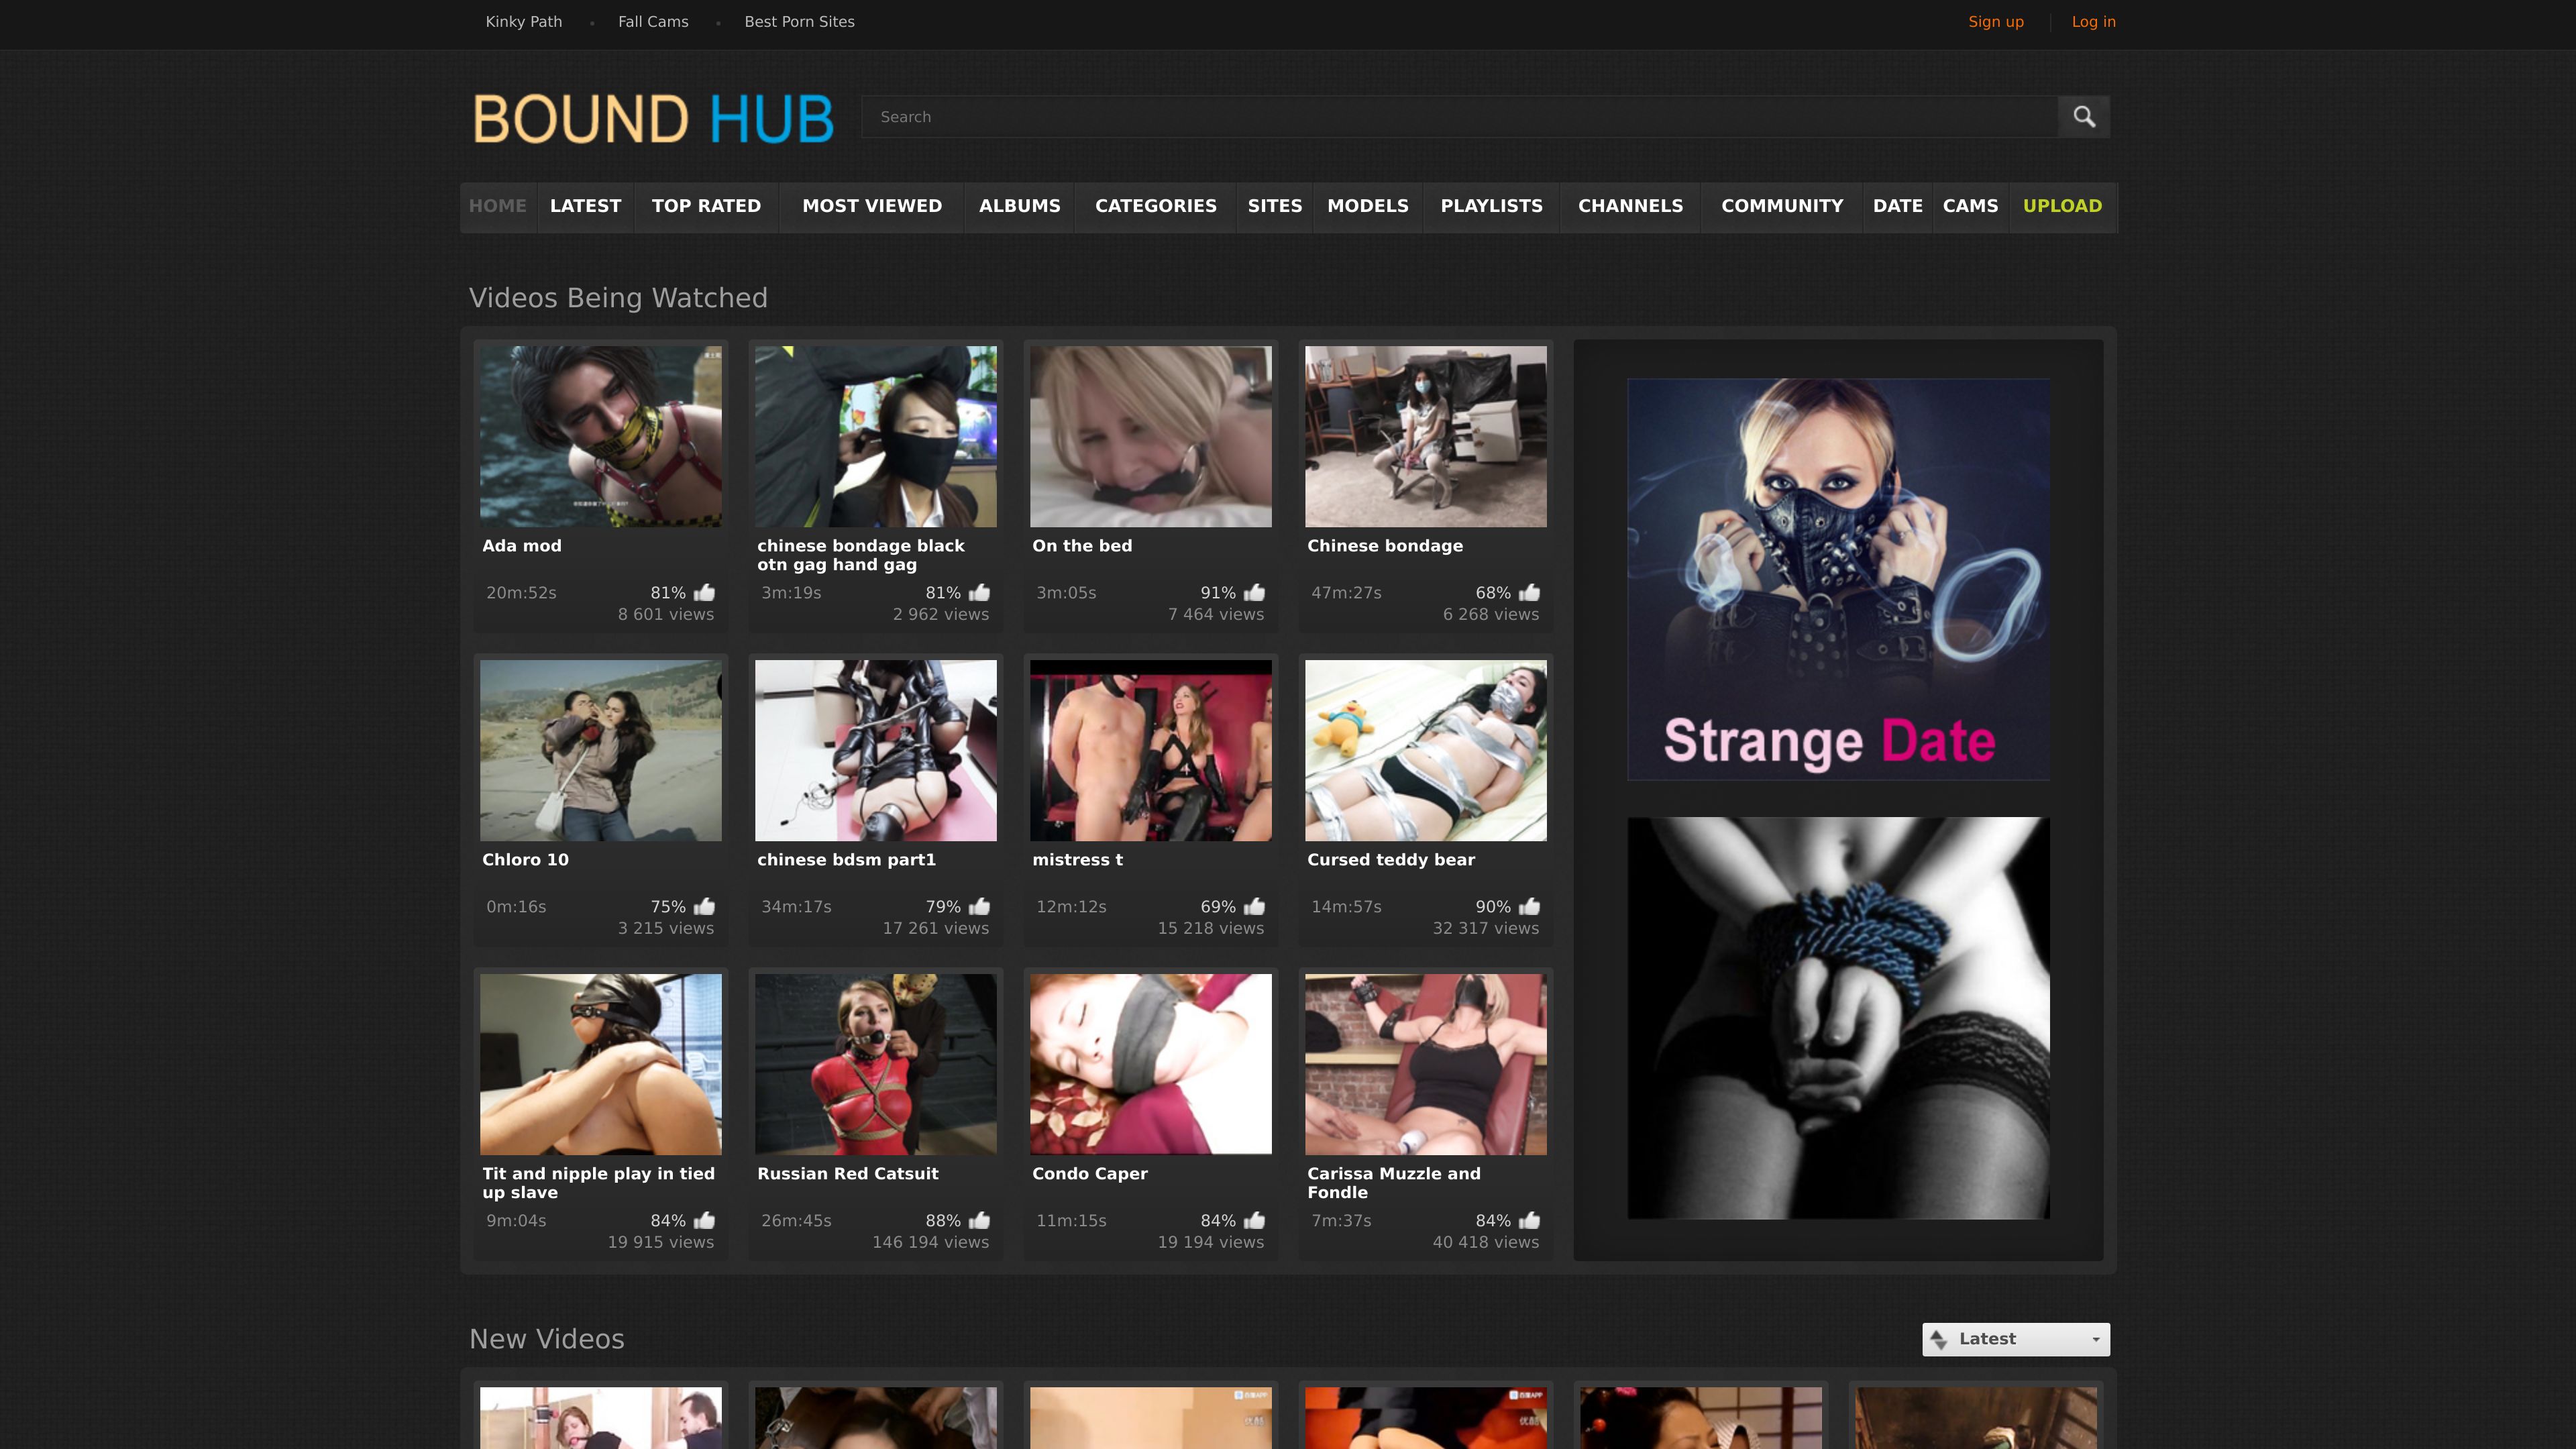 Kinky Path
Fall Cams
Best Porn Sites
Sign up
Log in
BOUND HUB
Search
HOME
LATEST
TOP RATED
MOST VIEWED
ALBUMS
CATEGORIES
SITES
MODELS
PLAYLISTS
CHANNELS
COMMUNITY
DATE
CAMS
UPLOAD
Videos Being Watched
Ada mod
20m:52s
81%
8 601 views
chinese bondage black
otn gag hand gag
3m:19s
81%
2 962 views
On the bed
3m:05s
91%
7 464 views
Chinese bondage
47m:27s
68%
6 268 views
Strange Date
Chloro 10
0m:16s
75%
3 215 views
chinese bdsm part1
34m:17s
79%
17 261 views
mistress t
12m:12s
69%
15 218 views
Cursed teddy bear
14m:57s
90%
32 317 views
Tit and nipple play in tied
up slave
9m:04s
84%
19 915 views
Russian Red Catsuit
26m:45s
88%
146 194 views
Condo Caper
11m:15s
84%
19 194 views
Carissa Muzzle and
Fondle
7m:37s
84%
40 418 views
New Videos
Latest